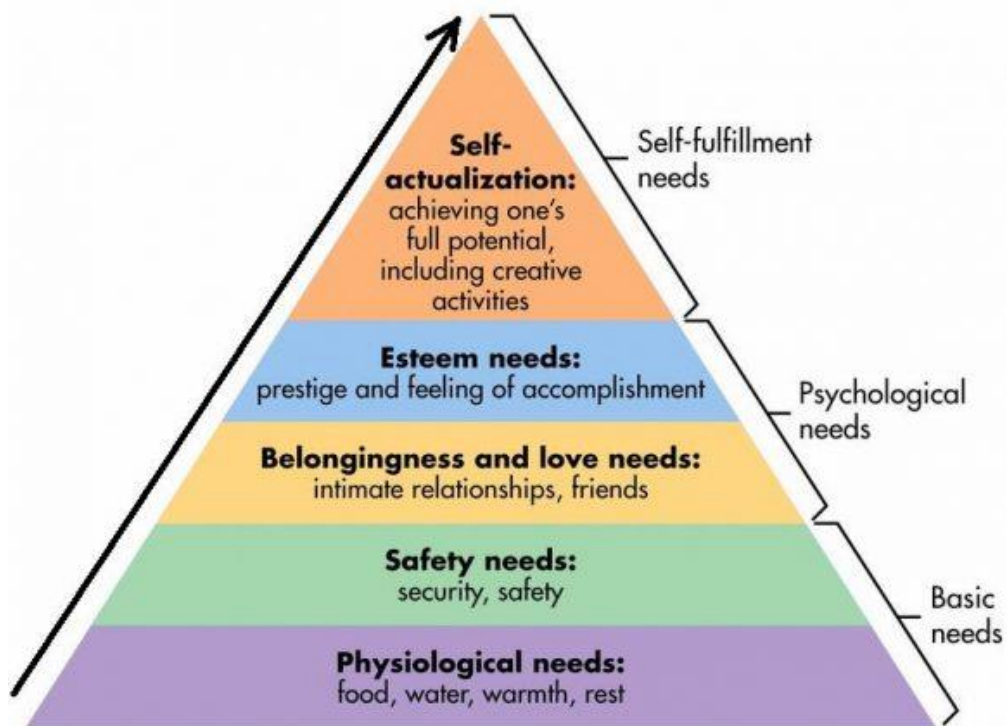 Self-
actualization:
achieving one's
full potential,
including creative
activities
Self-fulfillment
needs
Esteem needs:
prestige and feeling of accomplishment
Psychological
needs
Belongingness and love needs:
intimate relationships, friends
Safety needs:
security, safety
Basic
needs
Physiological needs:
food, water, warmth, rest